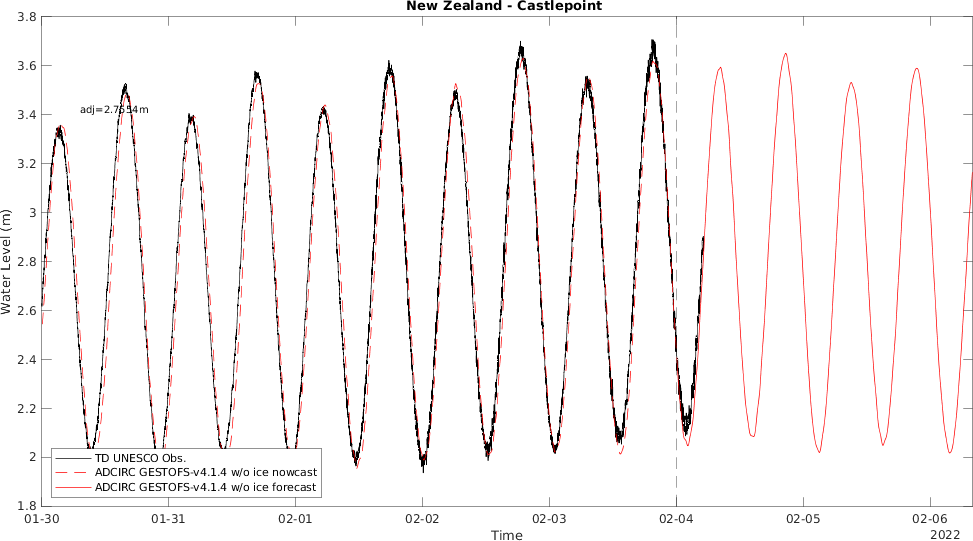 New Zealand - Castlepoint
3.8
3.6
3.4
3.2
3
2.8
2.6
2.4
2.2
2
1.8
Water Level (m)
adj=2.7554m
TD UNESCO Obs.
ADCIRC GESTOFS-v4.1.4 w/o ice nowcast
ADCIRC GESTOFS-v4.1.4 w/o ice forecast
01-30 01-31 02-01 02-02 02-03 02-04 02-05 02-06
Time
2022